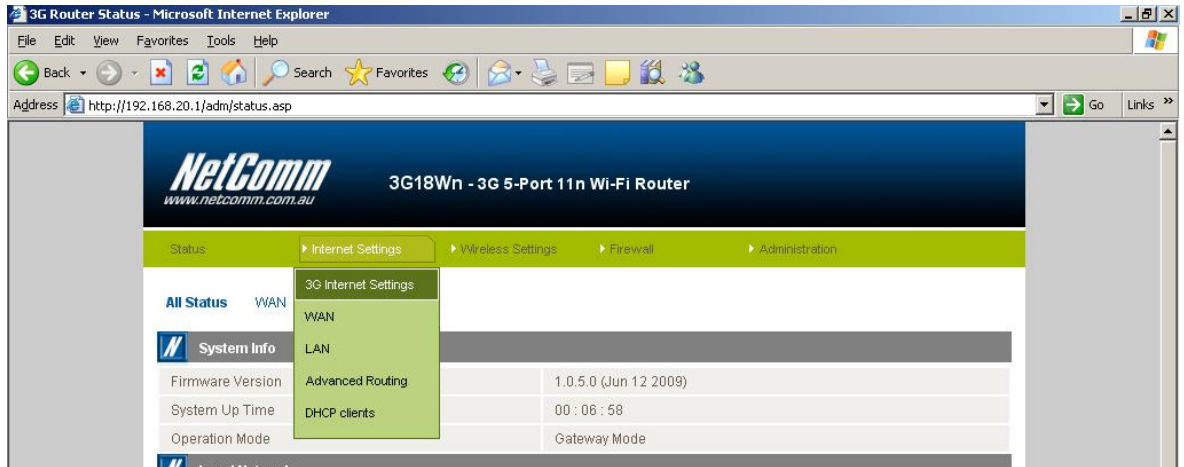 3G Router Status - Microsoft Internet Explorer
File Edit View Favorites Tools Help
Back Search Favorites
Address http://192.168.20.1/adm/status.asp Go Links »
NetComm
www.netcomm.com.au
3G18Wn - 3G 5-Port 11n Wi-Fi Router
Status Internet Settings Wireless Settings Firewall Administration
3G Internet Settings
All Status WAN
WAN
System Info
LAN
Firmware Version 1.0.5.0 (Jun 12 2009)
Advanced Routing
System Up Time 00 : 06 : 58
DHCP clients
Operation Mode Gateway Mode